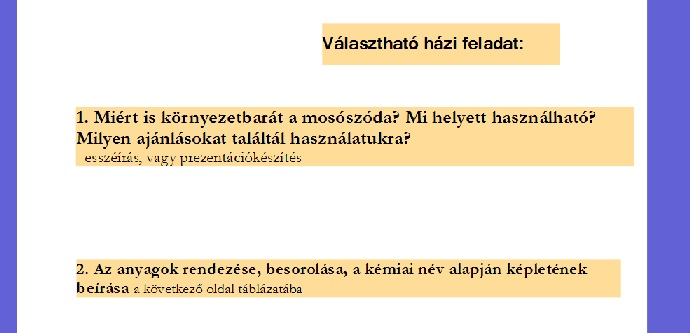 Választható házi feladat:
1. Miért is környezetbarát a mosószóda? Mi helyett használható?
Milyen ajánlásokat találtál használatukra?
esszéírás, vagy prezentációkészítés
2. Az anyagok rendezése, besorolása, a kémiai név alapján képletének
beírása a következő oldal táblázatába